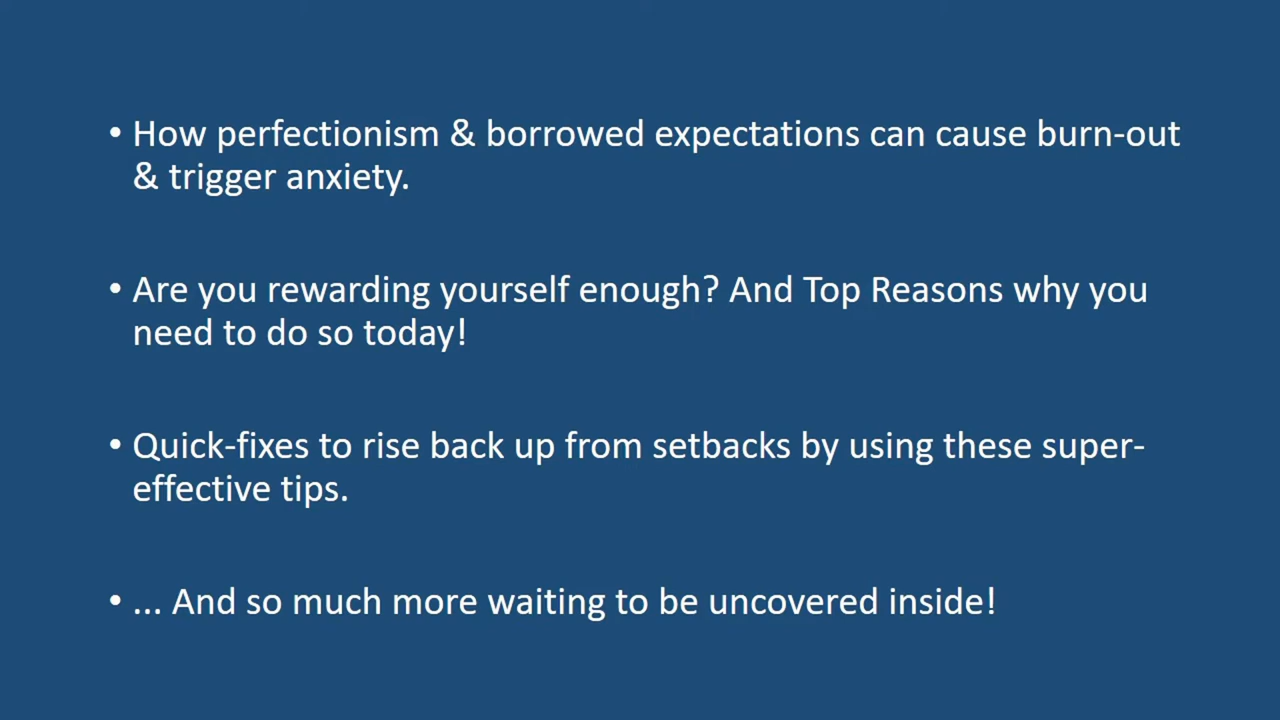 • How perfectionism & borrowed expectations can cause burn-out
& trigger anxiety.
• Are you rewarding yourself enough? And Top Reasons why you
need to do so today!
• Quick-fixes to rise back up from setbacks by using these super-
effective tips.
• ... And so much more waiting to be uncovered inside!